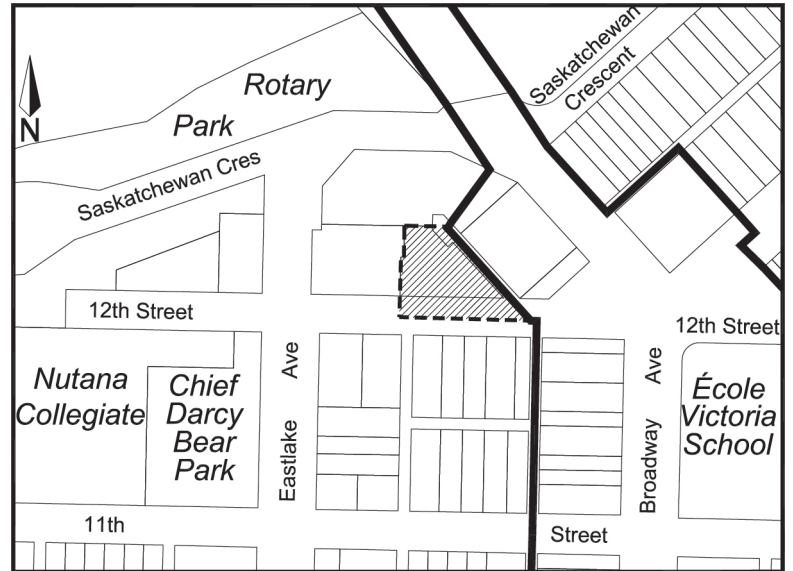 N
Rotary
Park
Saskatchewan
Crescent
Saskatchewan Cres
12th Street
12th Street
Nutana
Collegiate
Chief
Darcy
Bear
Park
Eastlake Ave
Broadway Ave
École
Victoria
School
11th Street